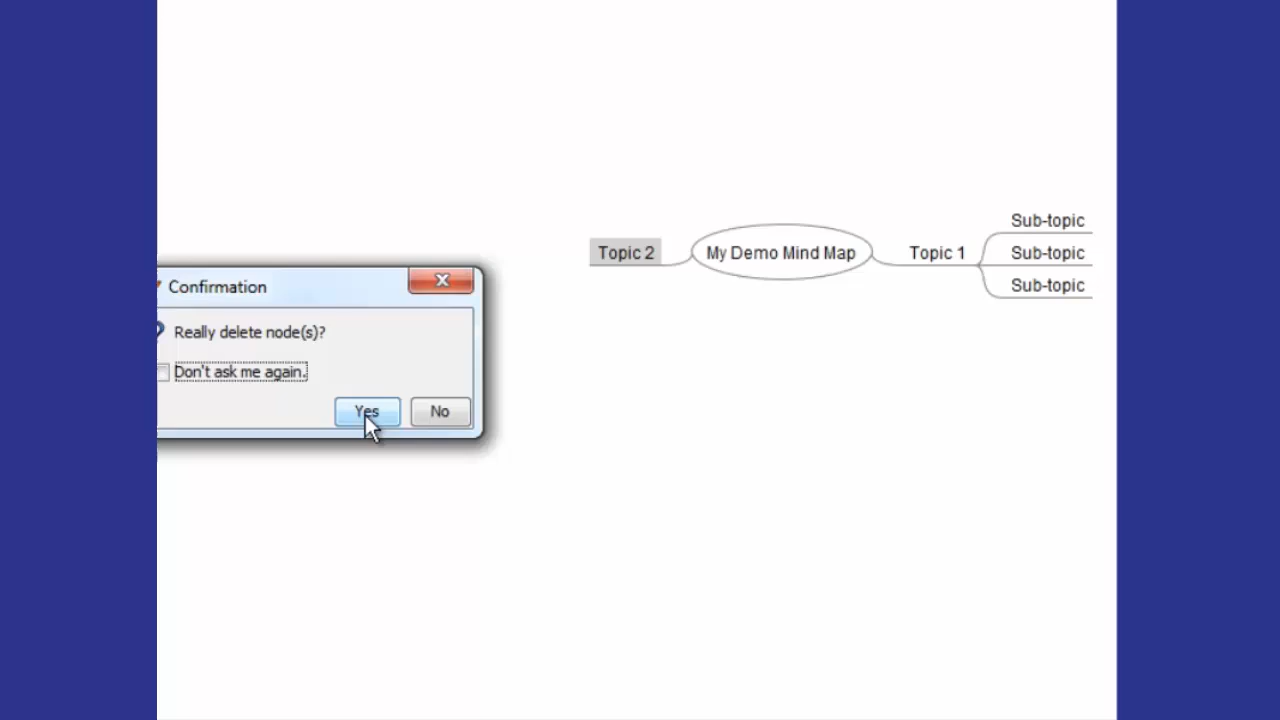 Sub-topic
Topic 2
My Demo Mind Map
Topic 1
Sub-topic
Sub-topic
Confirmation
Really delete node(s)?
Don't ask me again.
Yes
No